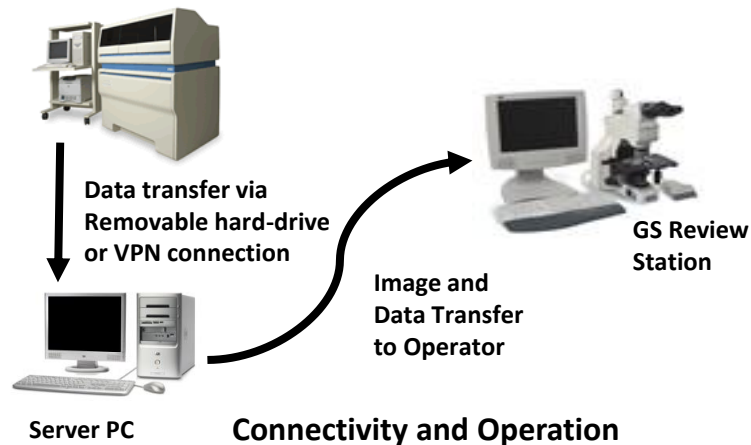 Data transfer via
Removable hard-drive
or VPN connection
GS Review
Station
Image and
Data Transfer
to Operator
Server PC
Connectivity and Operation